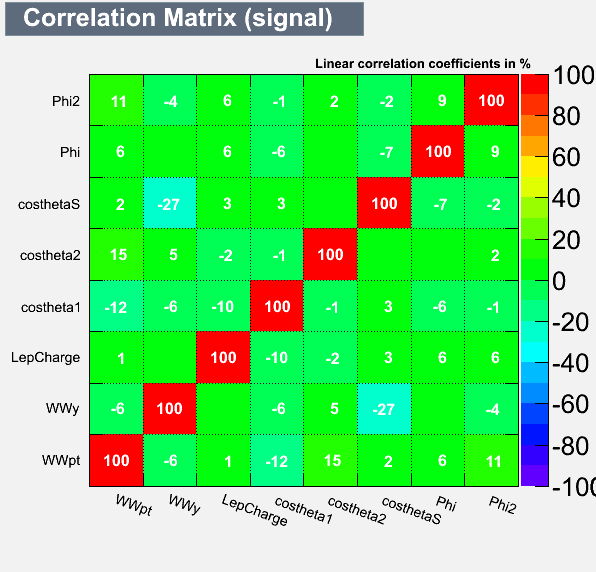 Correlation Matrix (signal)
Linear correlation coefficients in %
Phi2 11 -4 6 -1 2 -2 9 100
Phi 6 6 -6 -7 100 9
costhetaS 2 -27 3 3 100 -7 -2
costheta2 15 5 -2 -1 100 2
costheta1 -12 -6 -10 100 -1 3 -6 -1
LepCharge 1 100 -10 -2 3 6 6
WWy -6 100 -6 5 -27 -4
WWpt 100 -6 1 -12 15 2 6 11
WWpt WWy LepCharge costheta1 costheta2 costhetaS Phi Phi2
100
80
60
40
20
0
-20
-40
-60
-80
-100